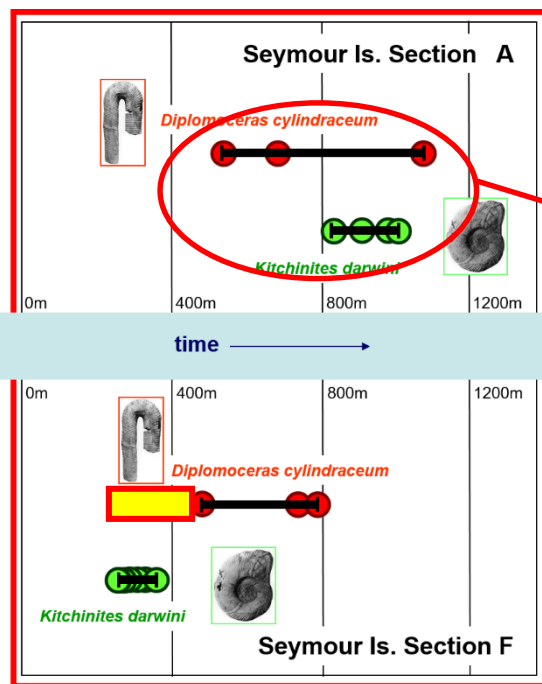 Seymour Is. Section A
Diplomoceras cylindraceum
Kitchinites darwini
0m 400m 800m 1200m
time
0m 400m 800m 1200m
Diplomoceras cylindraceum
Kitchinites darwini
Seymour Is. Section F